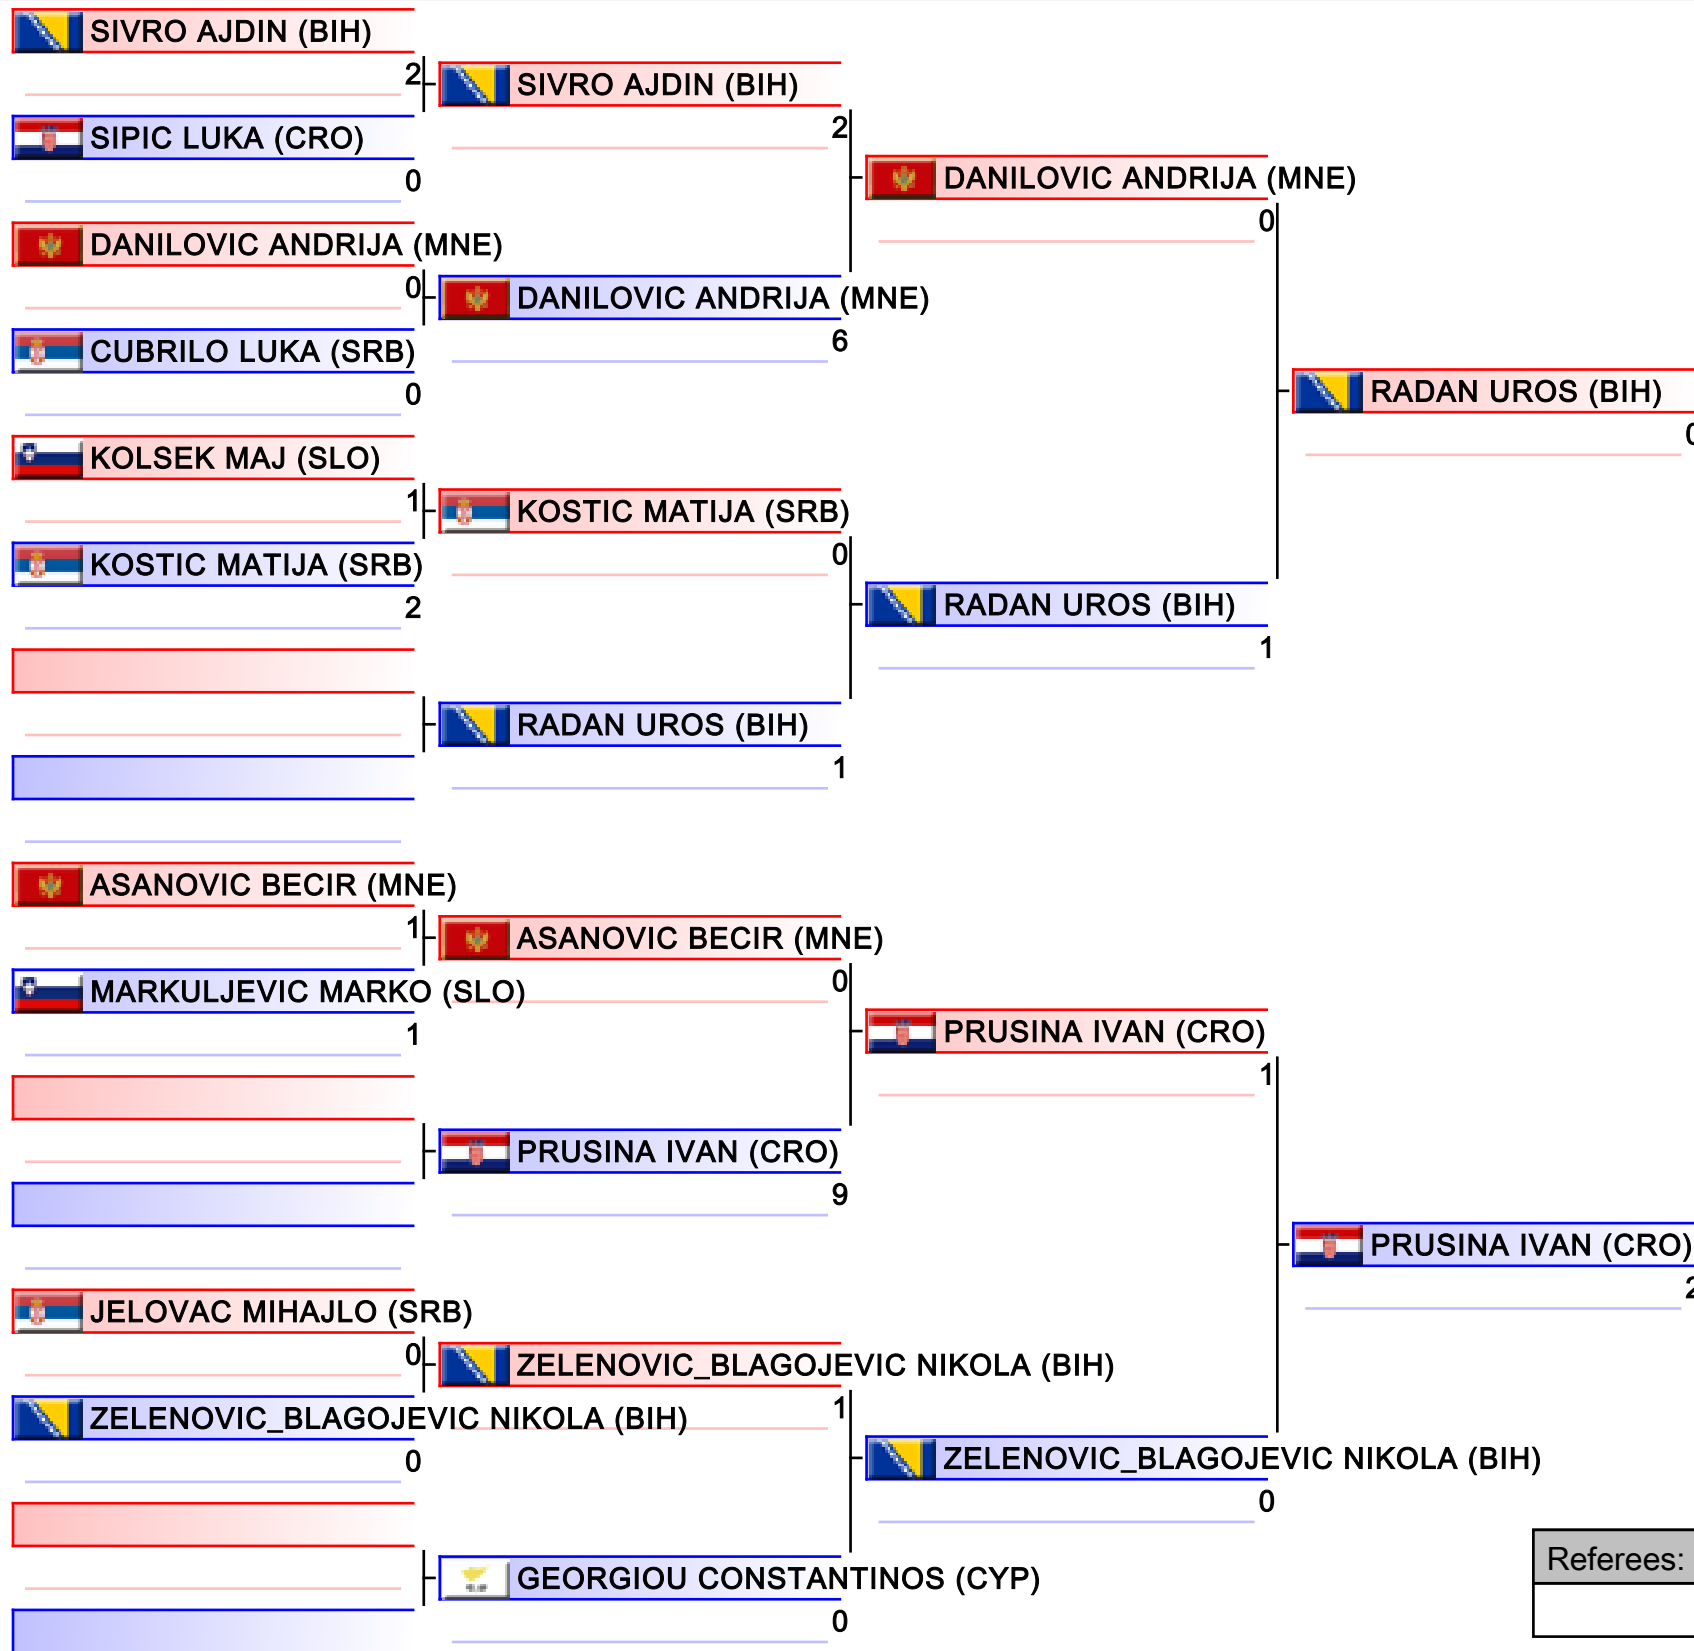 SIVRO AJDIN (BIH)
2
SIPIC LUKA (CRO)
0
DANILOVIC ANDRIJA (MNE)
0
CUBRILO LUKA (SRB)
0
KOLSEK MAJ (SLO)
1
KOSTIC MATIJA (SRB)
2
ASANOVIC BECIR (MNE)
1
MARKULJEVIC MARKO (SLO)
1
JELOVAC MIHAJLO (SRB)
0
ZELENOVIC_BLAGOJEVIC NIKOLA (BIH)
0
SIVRO AJDIN (BIH)
2
DANILOVIC ANDRIJA (MNE)
6
KOSTIC MATIJA (SRB)
0
RADAN UROS (BIH)
1
ASANOVIC BECIR (MNE)
0
PRUSINA IVAN (CRO)
9
ZELENOVIC_BLAGOJEVIC NIKOLA (BIH)
1
GEORGIOU CONSTANTINOS (CYP)
0
DANILOVIC ANDRIJA (MNE)
0
RADAN UROS (BIH)
1
PRUSINA IVAN (CRO)
1
ZELENOVIC_BLAGOJEVIC NIKOLA (BIH)
0
RADAN UROS (BIH)
0
PRUSINA IVAN (CRO)
2
Referees: